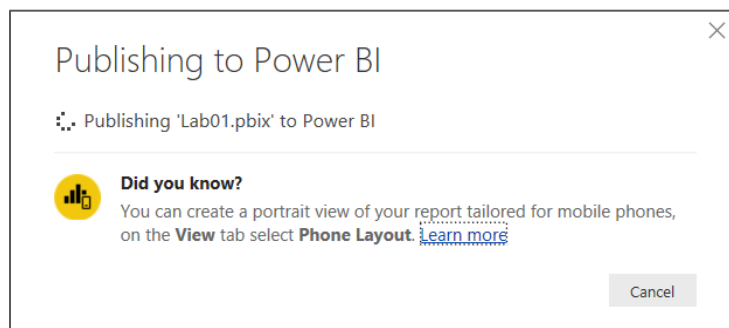 Publishing to Power BI
Publishing 'Lab01.pbix' to Power BI
Did you know?
You can create a portrait view of your report tailored for mobile phones,
on the View tab select Phone Layout. Learn more
Cancel